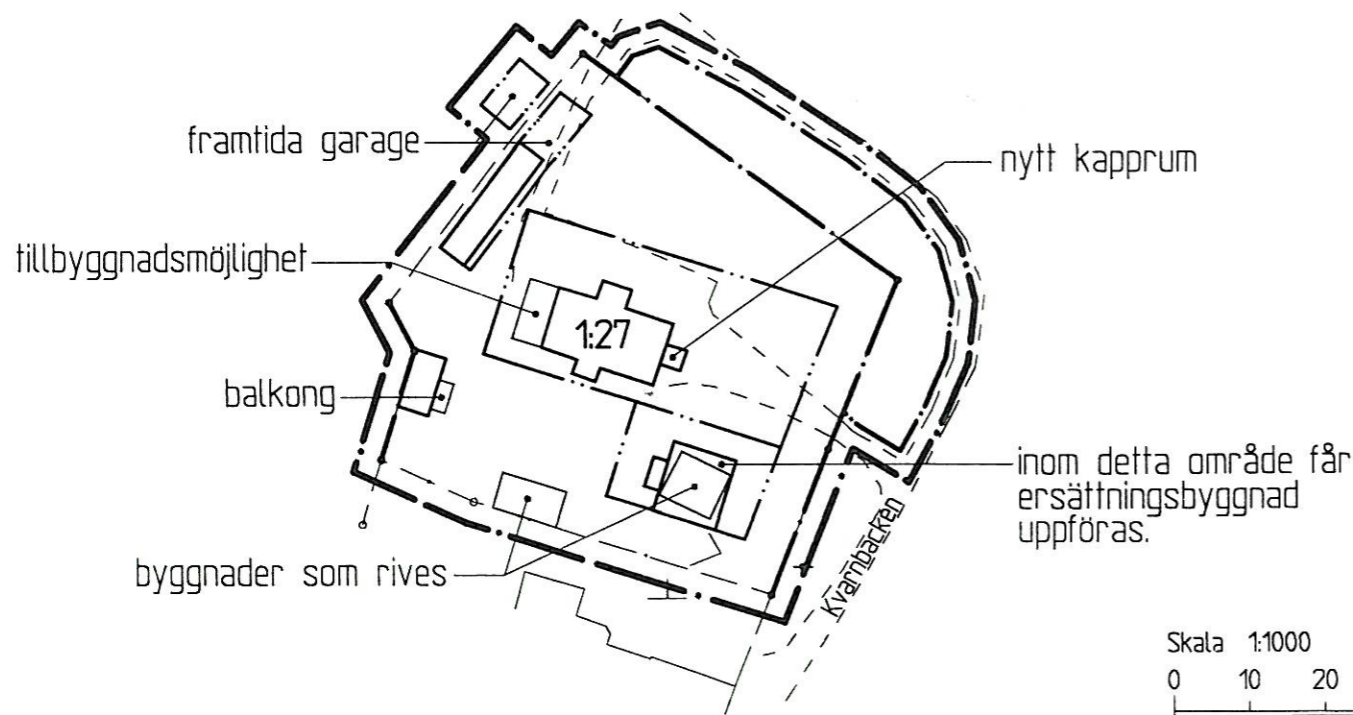 framtida garage
nytt kapprum
tillbyggnadsmöjlighet
1:27
balkong
inom detta område får
ersättningsbyggnad
uppföras.
byggnader som rives
Kvarnbäcken
Skala 1:1000
0 10 20